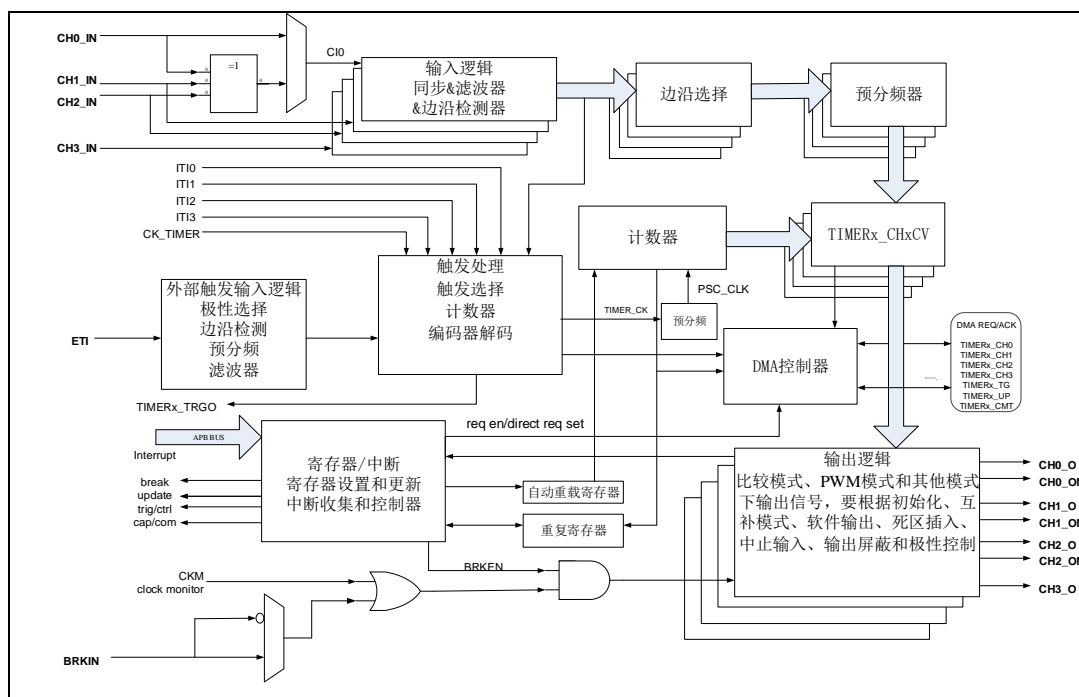 CH0_IN
CH1_IN
CH2_IN
CH3_IN
=1
CI0
输入逻辑
同步&滤波器
&边沿检测器
边沿选择
预分频器
ITI0
ITI1
ITI2
ITI3
CK_TIMER
触发处理
触发选择
计数器
编码器解码
计数器
TIMERx_CHxCV
PSC_CLK
TIMER_CK
预分频
外部触发输入逻辑
极性选择
边沿检测
预分频
滤波器
ETI
DMA控制器
DMA REQ/ACK
TIMERx_CH0
TIMERx_CH1
TIMERx_CH2
TIMERx_CH3
TIMERx_TG
TIMERx_UP
TIMERx_CMT
TIMERx_TRGO
req en/direct req set
APB BUS
Interrupt
break
update
trig/ctrl
cap/com
寄存器/中断
寄存器设置和更新
中断收集和控制器
自动重载寄存器
重复寄存器
输出逻辑
比较模式、PWM模式和其他模式
下输出信号，要根据初始化、互
补模式、软件输出、死区插入、
中止输入、输出屏蔽和极性控制
CH0_O
CH0_ON
CH1_O
CH1_ON
CH2_O
CH2_ON
CH3_O
BRKEN
CKM
clock monitor
BRKIN